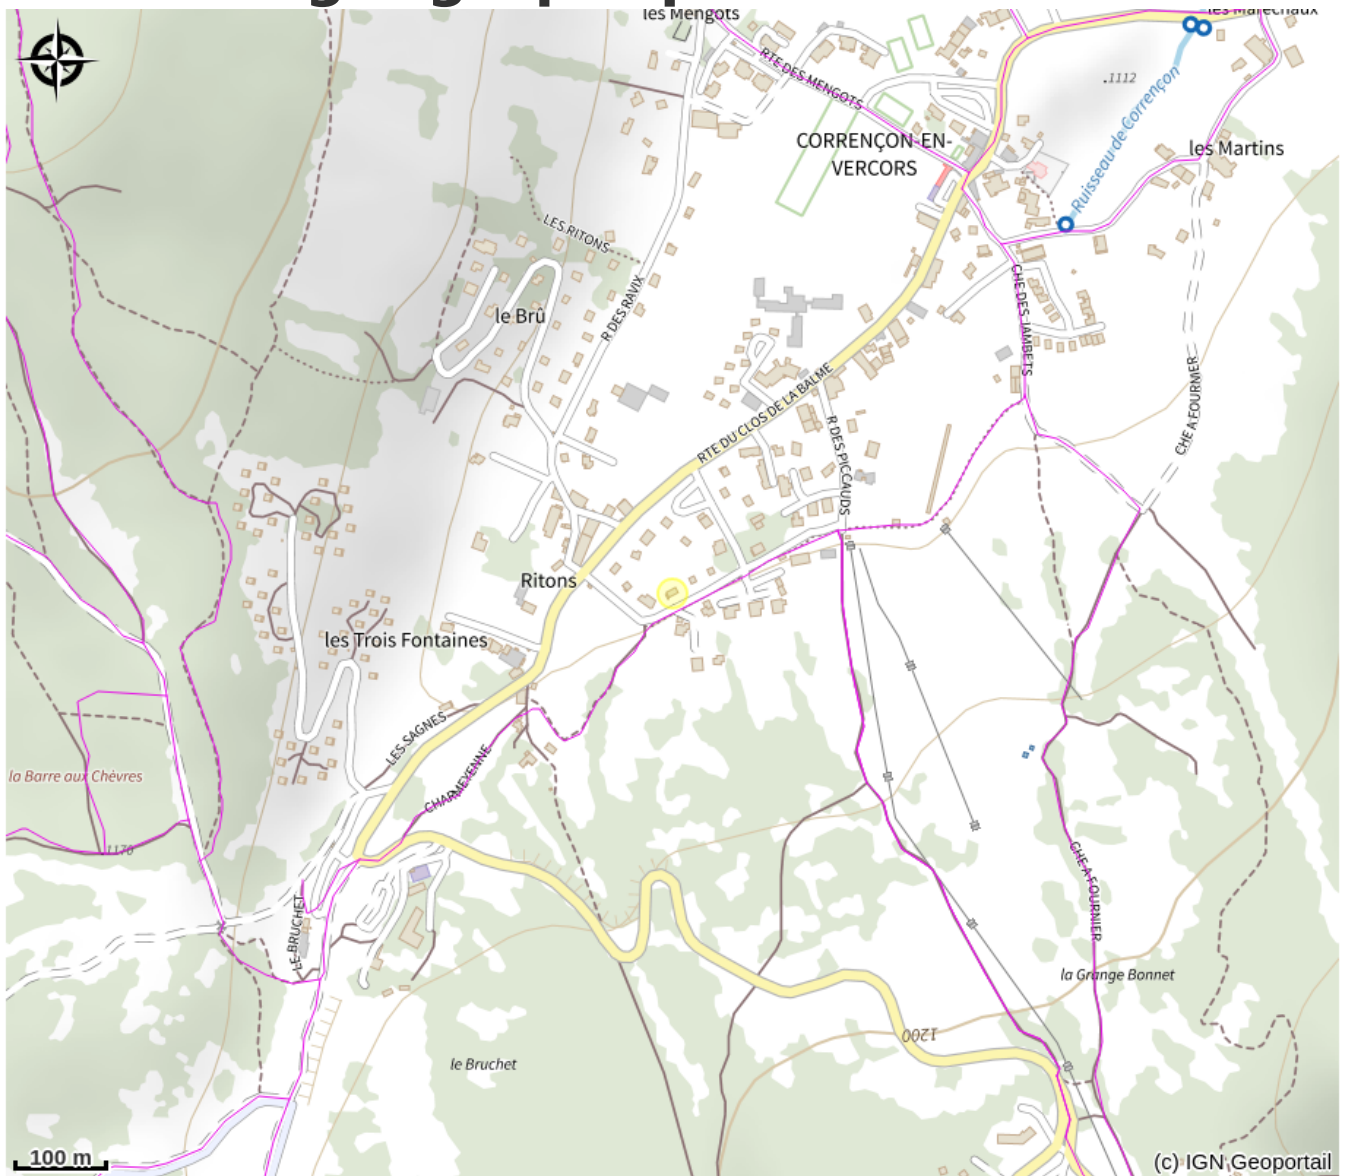 les Mengots
les Maréchaux
RTE DES MENGOTS
.1112
CORRENÇON-EN-
VERCORS
Ruisseau de Corrençon
les Martins
LES RITONS
R DES RAVIX
le Brû
CHE DES JAMBETS
CHE A FOURNIER
RTE DU CLOS DE LA BALME
R DES PICCAUDS
Ritons
les Trois Fontaines
LES SAGNES
CHARMEYENNE
la Barre aux Chèvres
1170
CHE A FOURNIER
LE BRUCHET
la Grange Bonnet
1200
le Bruchet
100 m
(c) IGN Geoportail